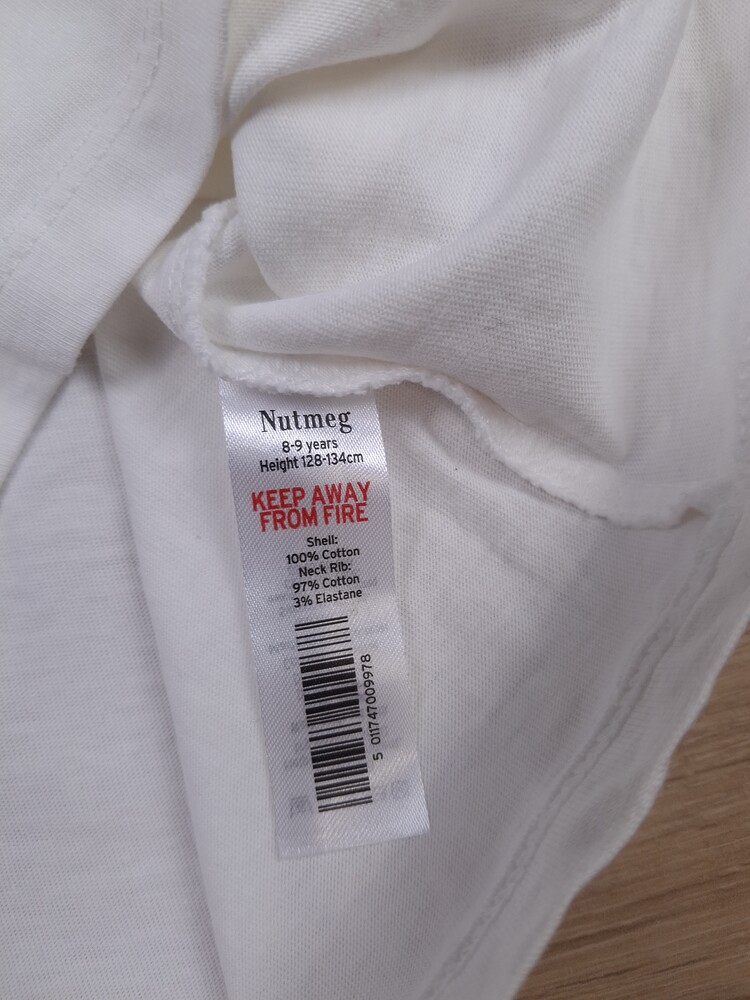 Nutmeg
8-9 years
Height 128-134cm
KEEP AWAY
FROM FIRE
Shell:
100% Cotton
Neck Rib:
97% Cotton
3% Elastane
5 011747009978